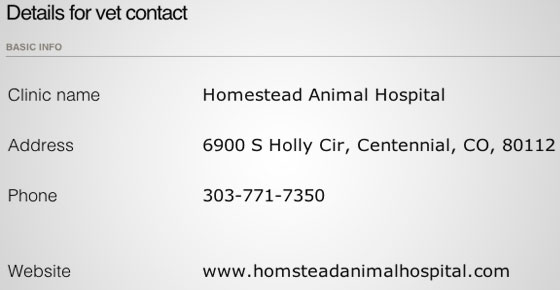 Details for vet contact
BASIC INFO
Clinic name Homestead Animal Hospital
Address 6900 S Holly Cir, Centennial, CO, 80112
Phone 303-771-7350
Website www.homsteadanimalhospital.com